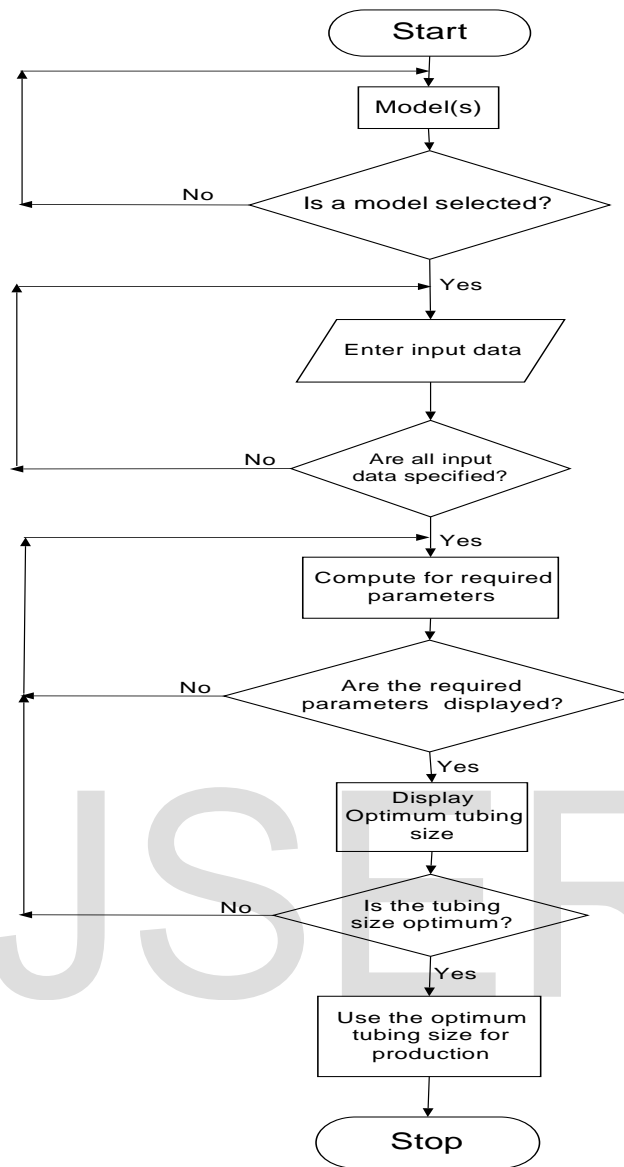 Start
Model(s)
No
Is a model selected?
Yes
Enter input data
No
Are all input
data specified?
Yes
Compute for required
parameters
No
Are the required
parameters displayed?
Yes
Display
Optimum tubing
size
No
Is the tubing
size optimum?
Yes
Use the optimum
tubing size for
production
Stop
JSER